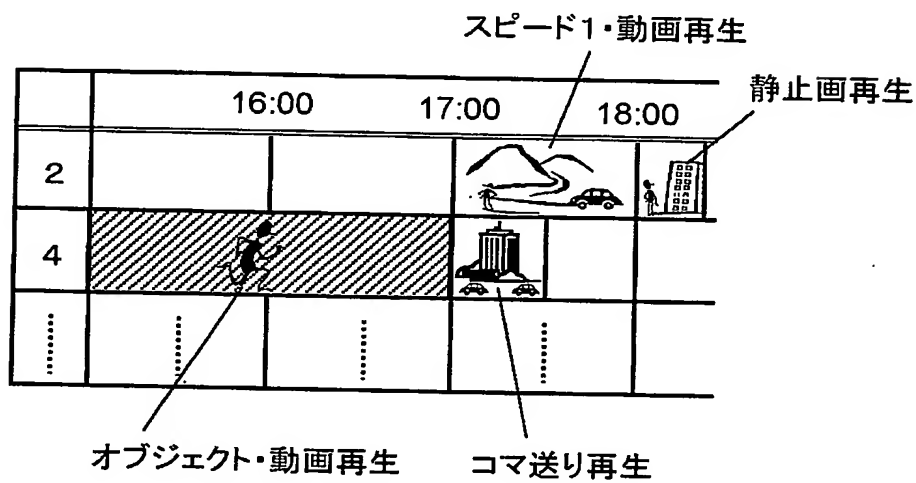 スピード1・動画再生
静止画再生
16:00 17:00 18:00
2
4
オブジェクト・動画再生
コマ送り再生